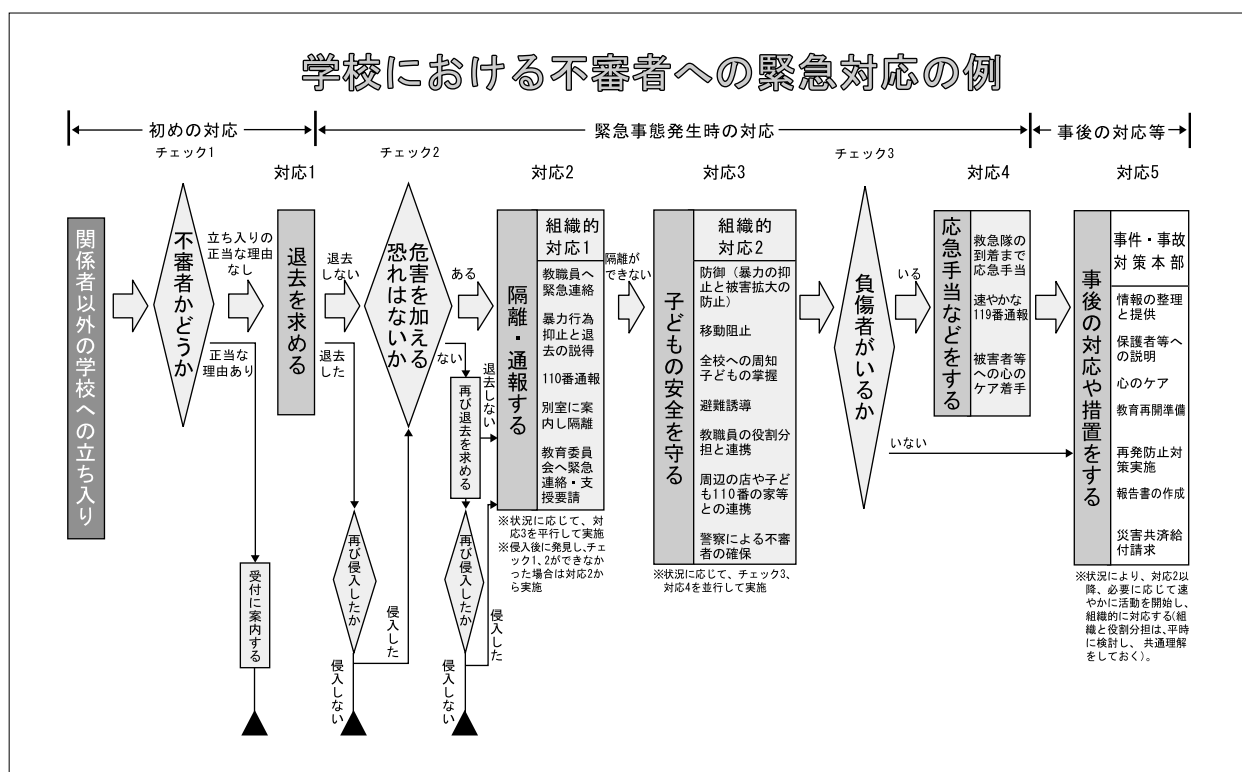 学校における不審者への緊急対応の例
初めの対応
緊急事態発生時の対応
事後の対応等
チェック1
チェック2
チェック3
対応1
対応2
対応3
対応4
対応5
関係者以外の学校への立ち入り
不審者かどうか
立ち入りの
正当な理由
なし
正当な
理由あり
受付に案内する
退去を求める
退去
しない
退去
した
再び侵入したか
侵入した
侵入しない
危害を加える
恐れはないか
ある
ない
再び退去を求める
退去しない
再び侵入したか
侵入した
侵入しない
隔離・通報する
組織的
対応1
教職員へ
緊急連絡
暴力行為
抑止と退
去の説得
110番通報
別室に案
内し隔離
教育委員
会へ緊急
連絡・支
授要請
※状況に応じて、対
応3を平行して実施
※侵入後に発見し、チェ
ック1、2ができなか
った場合は対応2か
ら実施
隔離が
できない
子どもの安全を守る
組織的
対応2
防御（暴力の抑
止と被害拡大の
防止）
移動阻止
全校への周知
子どもの掌握
避難誘導
教職員の役割分
担と連携
周辺の店や子ど
も110番の家等
との連携
警察による不審
者の確保
※状況に応じて、チェック3、
対応4を並行して実施
負傷者がいるか
いる
いない
応急手当などをする
救急隊の
到着まで
応急手当
速やかな
119番通報
被害者等
への心の
ケア着手
事後の対応や措置をする
事件・事故
対策本部
情報の整理
と提供
保護者等へ
の説明
心のケア
教育再開準備
再発防止対
策実施
報告書の作成
災害共済給
付請求
※状況により、対応2以
降、必要に応じて速
やかに活動を開始し、
組織的に対応する(組
織と役割分担は、平時
に検討し、共通理解
をしておく)。